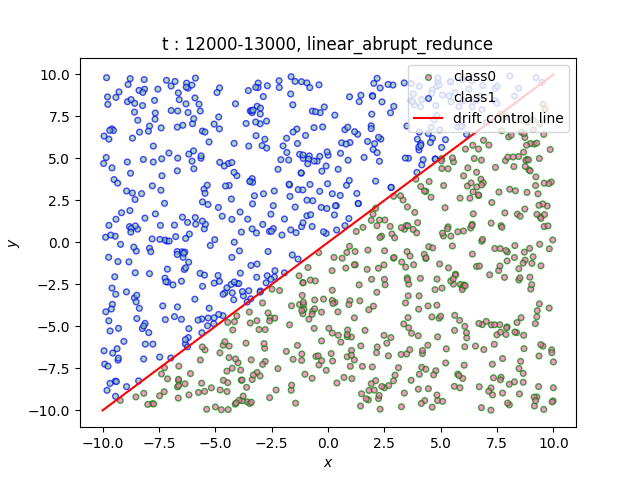 t : 12000-13000, linear_abrupt_redunce
class0
class1
drift control line
10.0
7.5
5.0
2.5
0.0
−2.5
−5.0
−7.5
−10.0
y
−10.0 −7.5 −5.0 −2.5 0.0 2.5 5.0 7.5 10.0
x